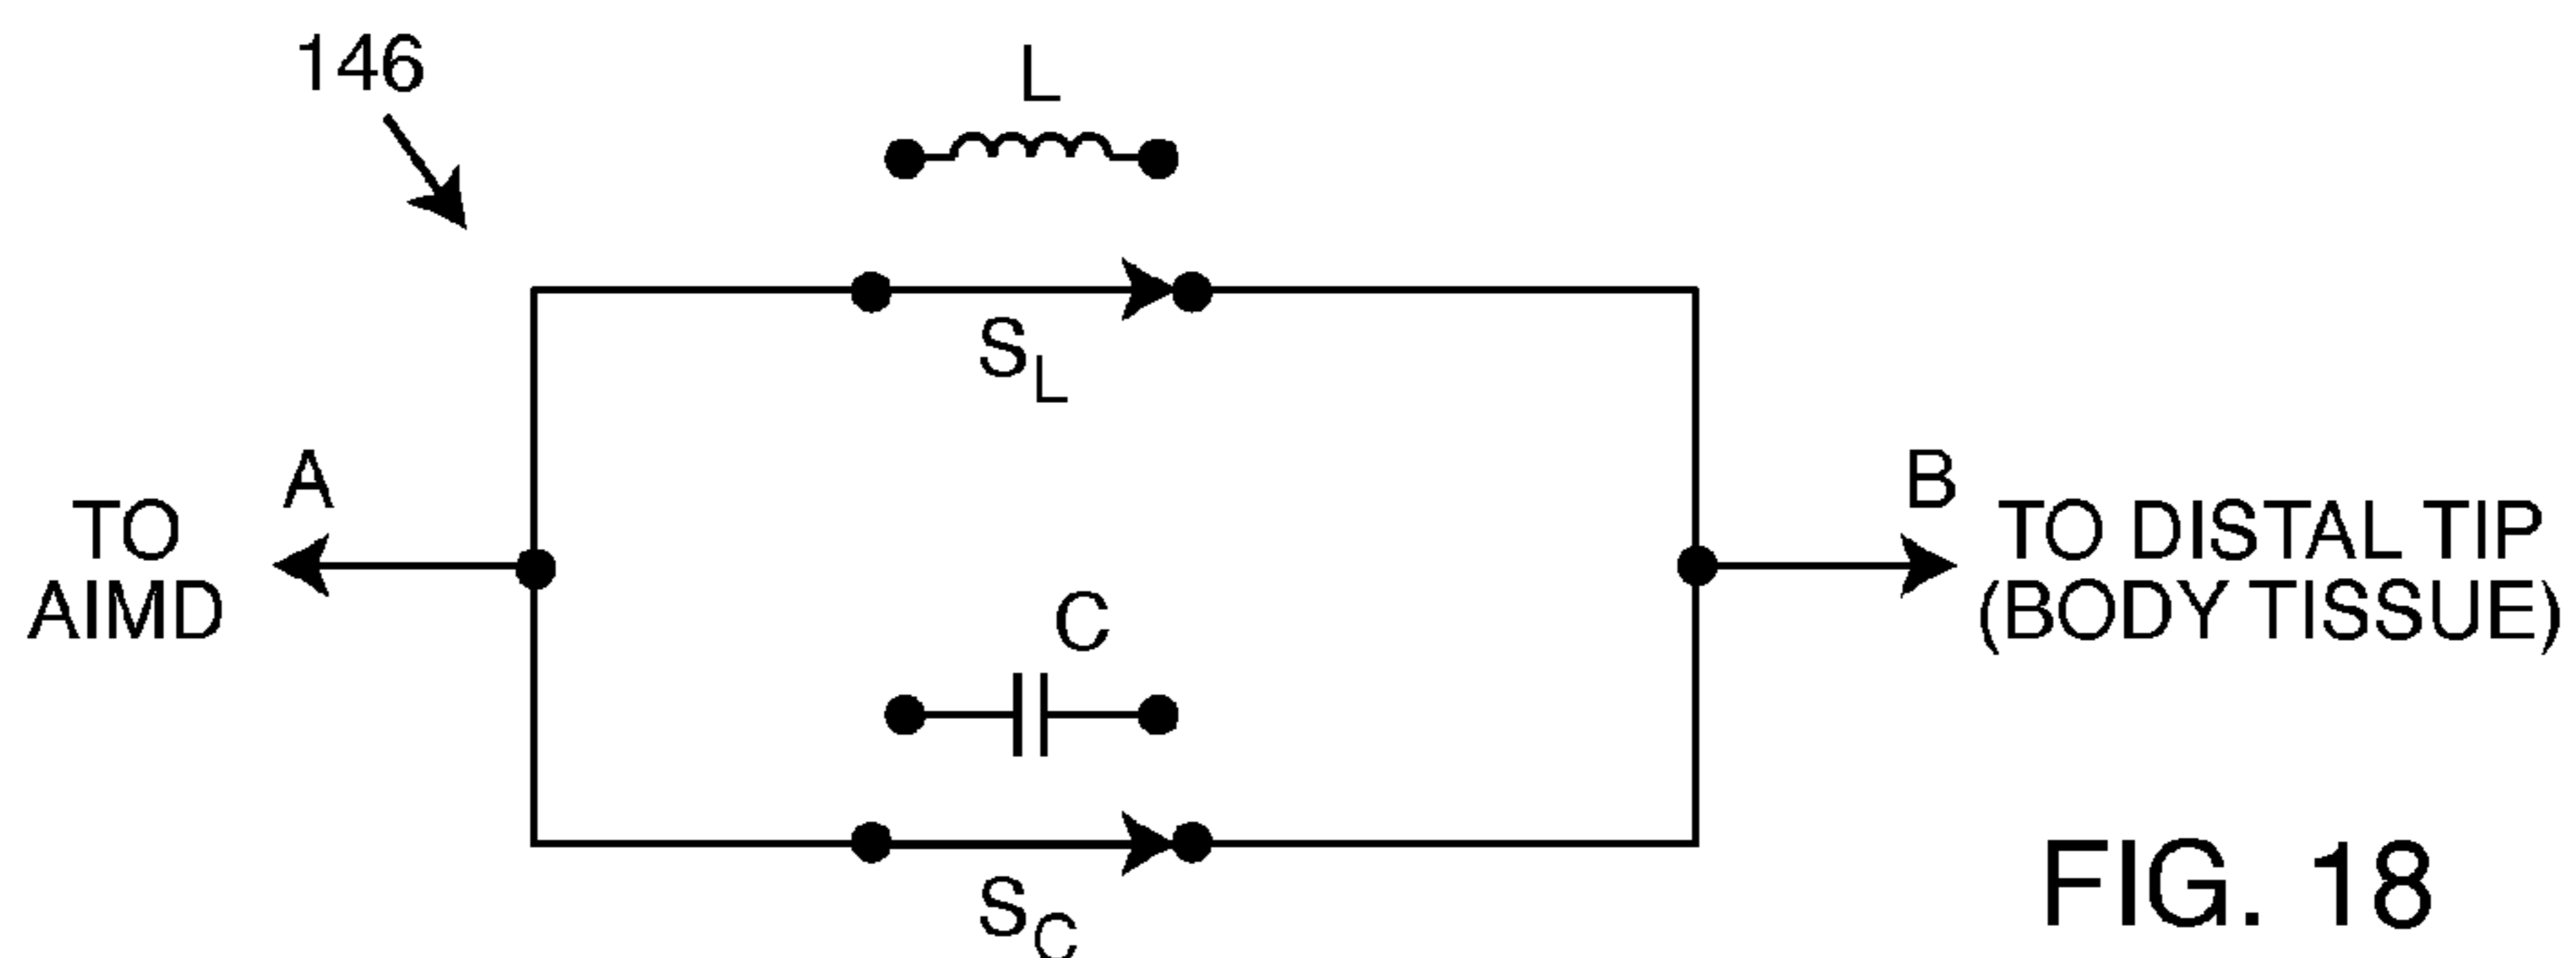 146
L
S_L
A
TO
AIMD
B
TO DISTAL TIP
(BODY TISSUE)
C
S_C
FIG. 18